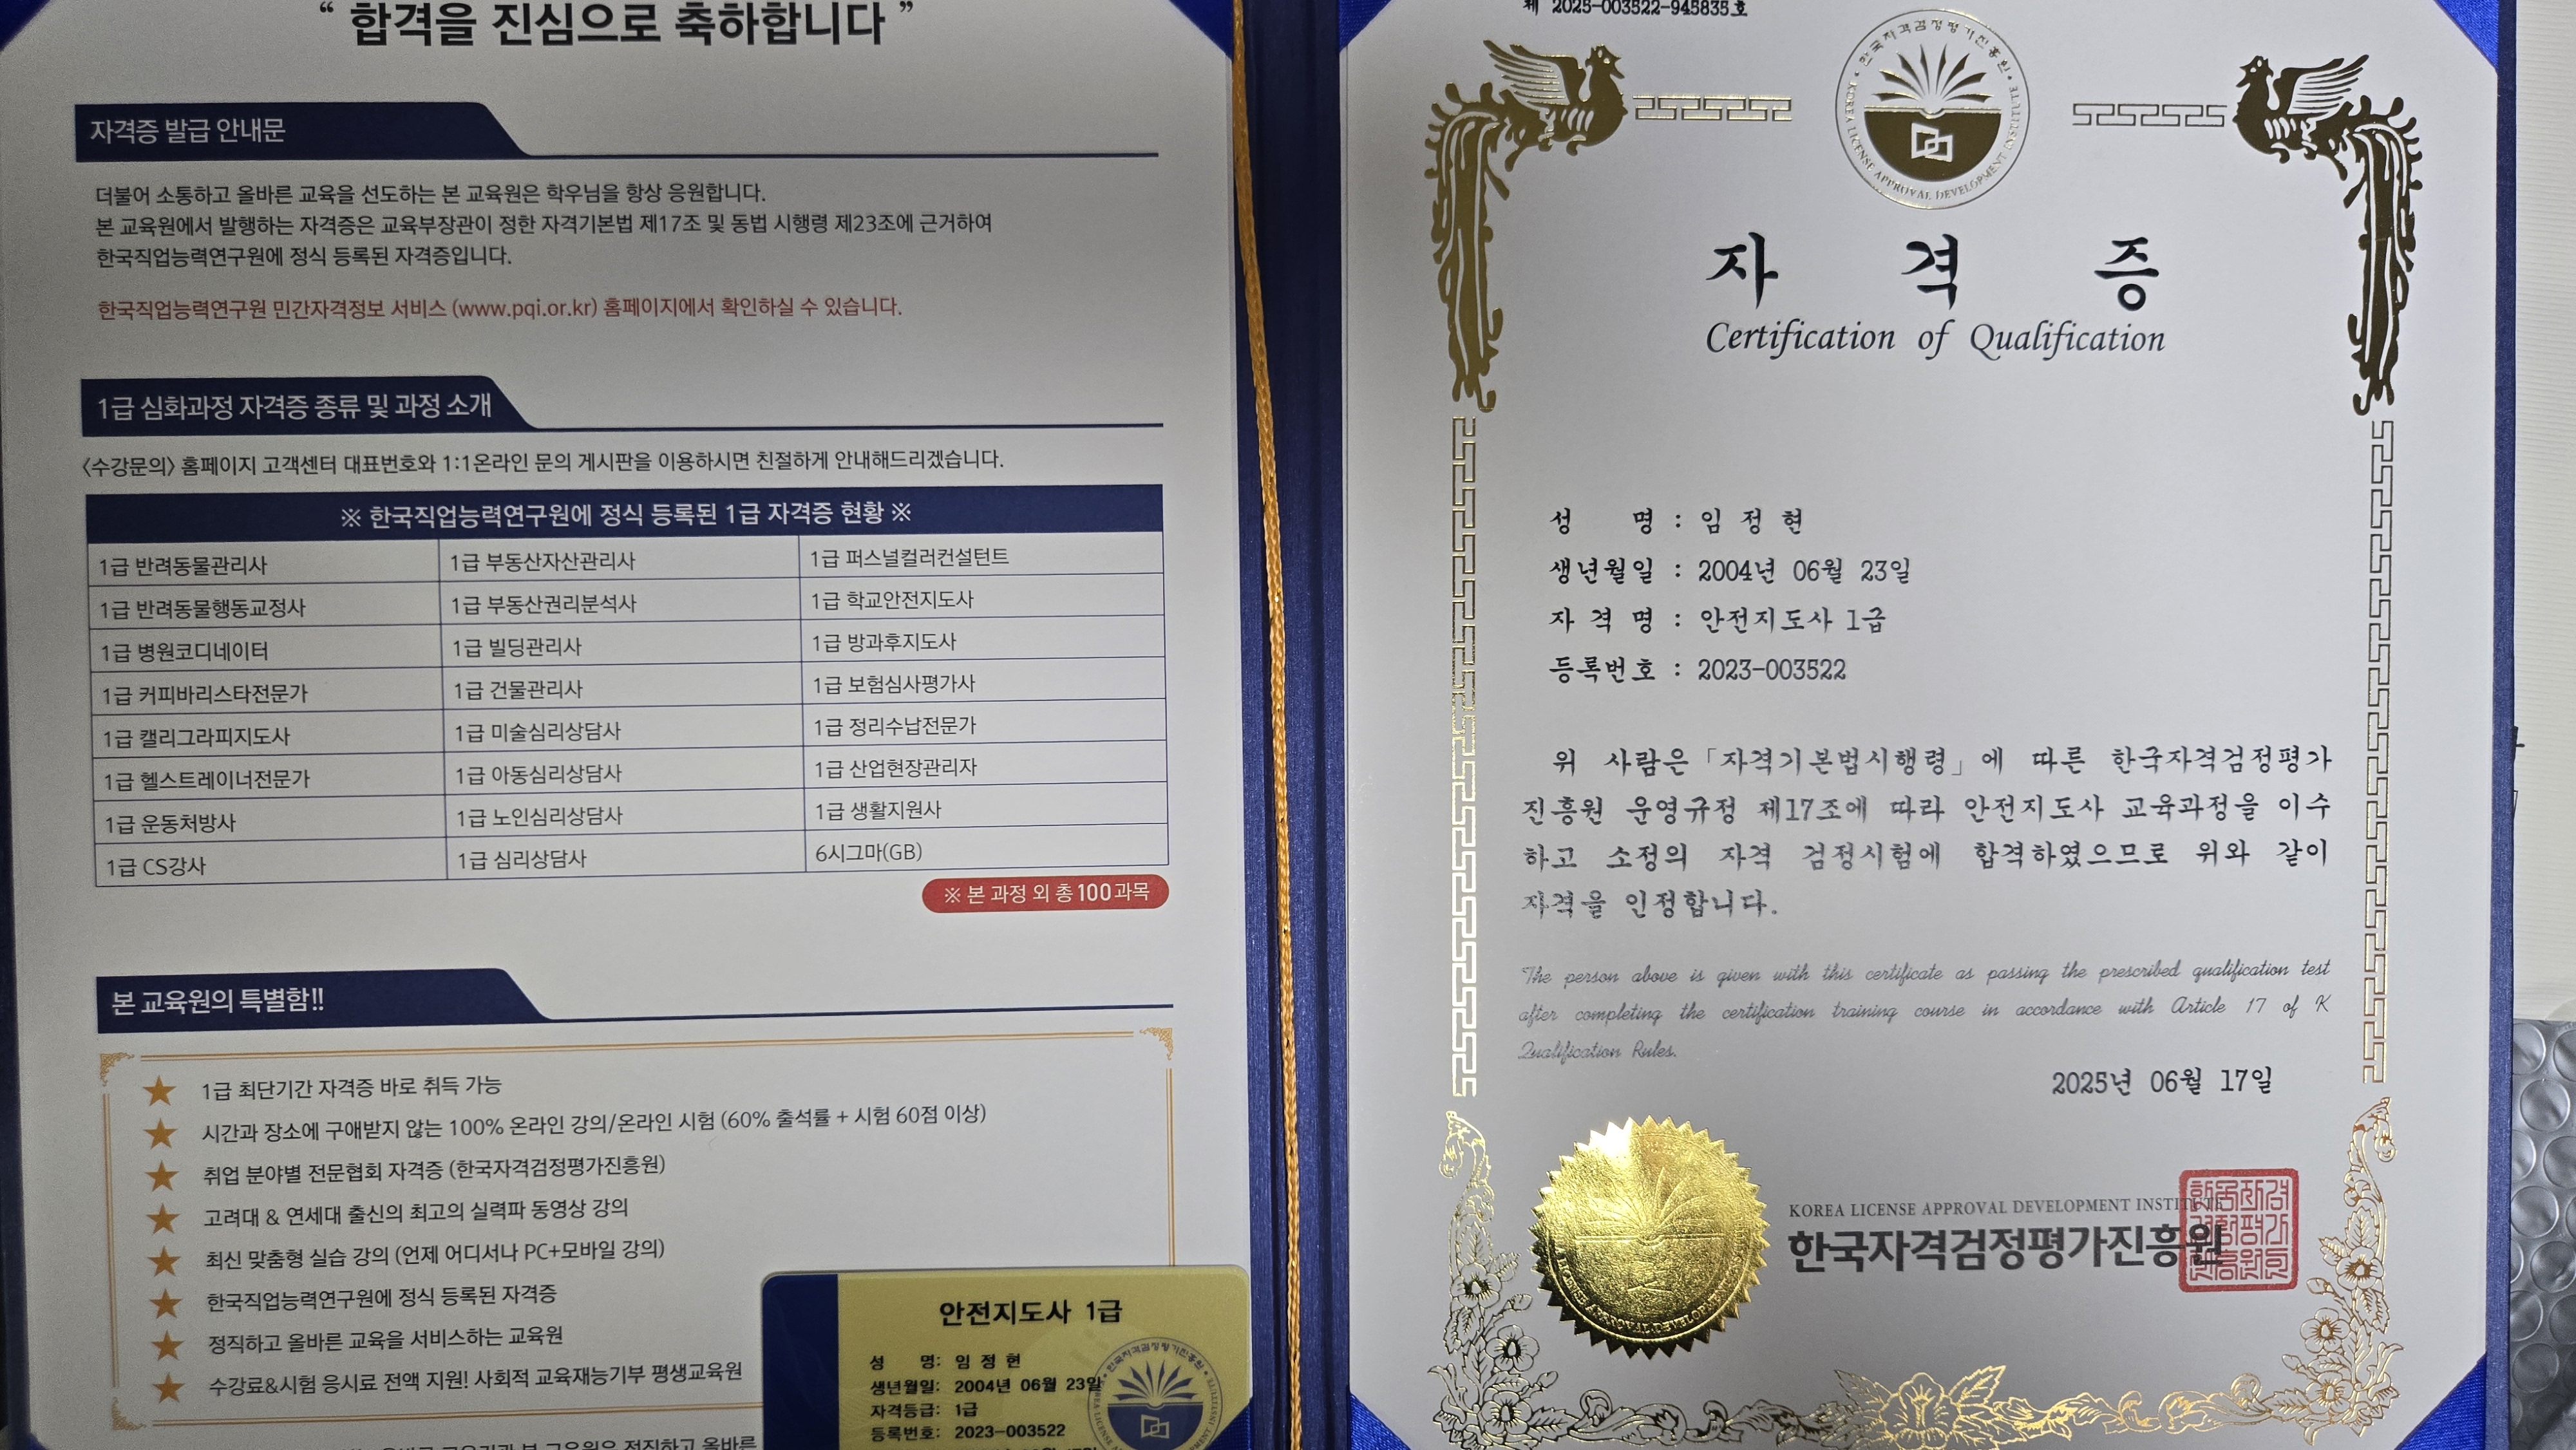 “ 합격을 진심으로 축하합니다 ”
자격증 발급 안내문
더불어 소통하고 올바른 교육을 선도하는 본 교육원은 학우님을 항상 응원합니다.
본 교육원에서 발행하는 자격증은 교육부장관이 정한 자격기본법 제17조 및 동법 시행령 제23조에 근거하여
한국직업능력연구원에 정식 등록된 자격증입니다.
한국직업능력연구원 민간자격정보 서비스 (www.pqi.or.kr) 홈페이지에서 확인하실 수 있습니다.
1급 심화과정 자격증 종류 및 과정 소개
〈수강문의〉 홈페이지 고객센터 대표번호와 1:1온라인 문의 게시판을 이용하시면 친절하게 안내해드리겠습니다.
※ 한국직업능력연구원에 정식 등록된 1급 자격증 현황 ※
1급 반려동물관리사 1급 부동산자산관리사 1급 퍼스널컬러컨설턴트
1급 반려동물행동교정사 1급 부동산권리분석사 1급 학교안전지도사
1급 병원코디네이터 1급 빌딩관리사 1급 방과후지도사
1급 커피바리스타전문가 1급 건물관리사 1급 보험심사평가사
1급 캘리그라피지도사 1급 미술심리상담사 1급 정리수납전문가
1급 헬스트레이너전문가 1급 아동심리상담사 1급 산업현장관리자
1급 운동처방사 1급 노인심리상담사 1급 생활지원사
1급 CS강사 1급 심리상담사 6시그마(GB)
※ 본 과정 외 총 100과목
본 교육원의 특별함!!
★ 1급 최단기간 자격증 바로 취득 가능
★ 시간과 장소에 구애받지 않는 100% 온라인 강의/온라인 시험 (60% 출석률 + 시험 60점 이상)
★ 취업 분야별 전문협회 자격증 (한국자격검정평가진흥원)
★ 고려대 & 연세대 출신의 최고의 실력파 동영상 강의
★ 최신 맞춤형 실습 강의 (언제 어디서나 PC+모바일 강의)
★ 한국직업능력연구원에 정식 등록된 자격증
★ 정직하고 올바른 교육을 서비스하는 교육원
★ 수강료&시험 응시료 전액 지원! 사회적 교육재능기부 평생교육원
본 교육원은 정직하고 올바른
안전지도사 1급
성 명: 임 정 현
생년월일: 2004년 06월 23일
자격등급: 1급
등록번호: 2023-003522
제 2025-003522-945835호
한국자격검정평가진흥원
KOREA LICENSE APPROVAL DEVELOPMENT INSTITUTE
자 격 증
Certification of Qualification
성 명 : 임 정 현
생년월일 : 2004년 06월 23일
자 격 명 : 안전지도사 1급
등록번호 : 2023-003522
위 사람은 「자격기본법시행령」에 따른 한국자격검정평가
진흥원 운영규정 제17조에 따라 안전지도사 교육과정을 이수
하고 소정의 자격 검정시험에 합격하였으므로 위와 같이
자격을 인정합니다.
The person above is given with this certificate as passing the prescribed qualification test
after completing the certification training course in accordance with Article 17 of K
Qualification Rules.
2025년 06월 17일
KOREA LICENSE APPROVAL DEVELOPMENT INSTITUTE
한국자격검정평가진흥원